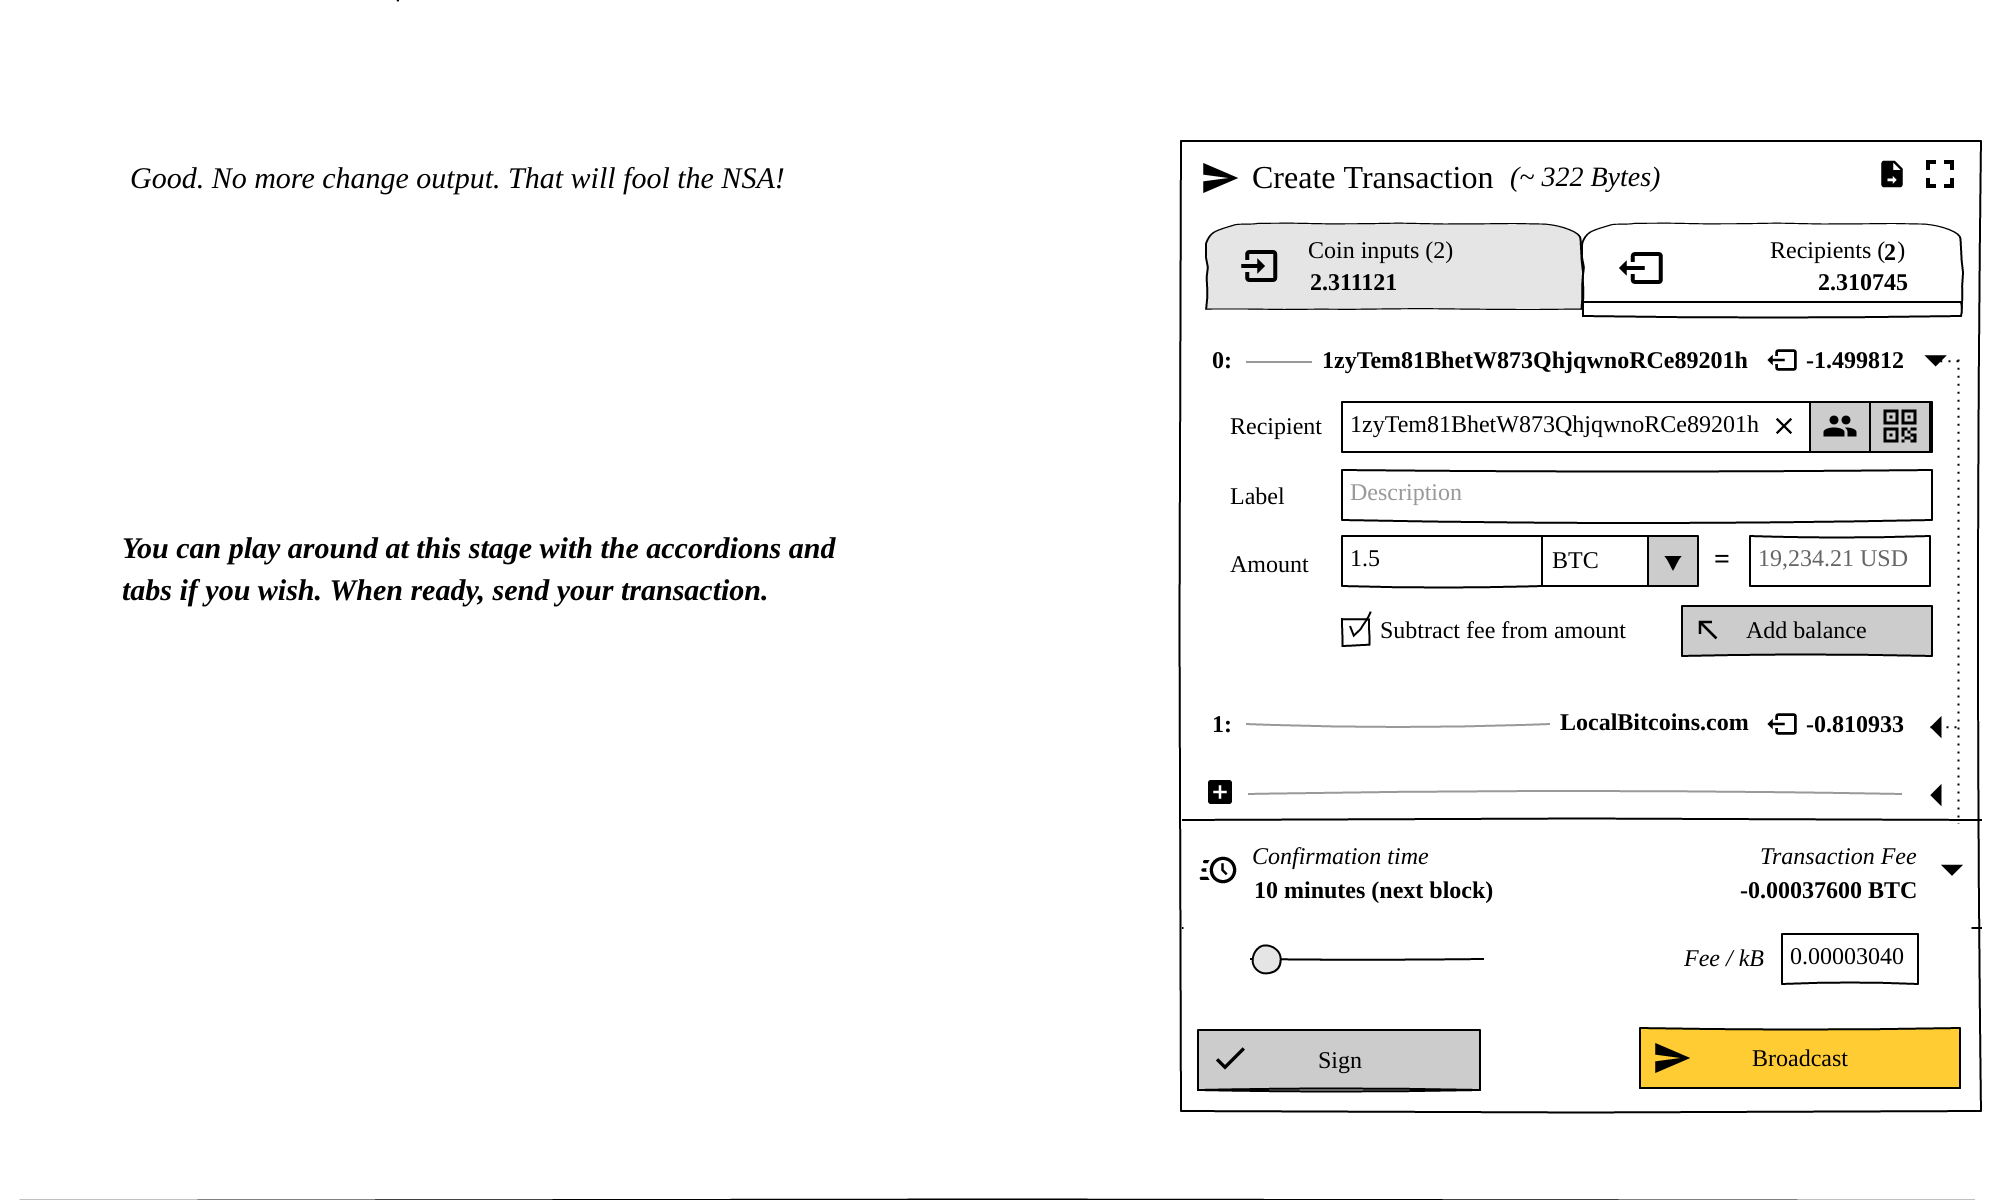 Good. No more change output. That will fool the NSA!
You can play around at this stage with the accordions and
tabs if you wish. When ready, send your transaction.
Create Transaction (~ 322 Bytes)
Coin inputs (2)
2.311121
Recipients (2)
2.310745
0: 1zyTem81BhetW873QhjqwnoRCe89201h -1.499812
Recipient 1zyTem81BhetW873QhjqwnoRCe89201h
Label Description
Amount 1.5 BTC = 19,234.21 USD
Subtract fee from amount Add balance
1: LocalBitcoins.com -0.810933
Confirmation time Transaction Fee
10 minutes (next block) -0.00037600 BTC
Fee / kB 0.00003040
Sign Broadcast